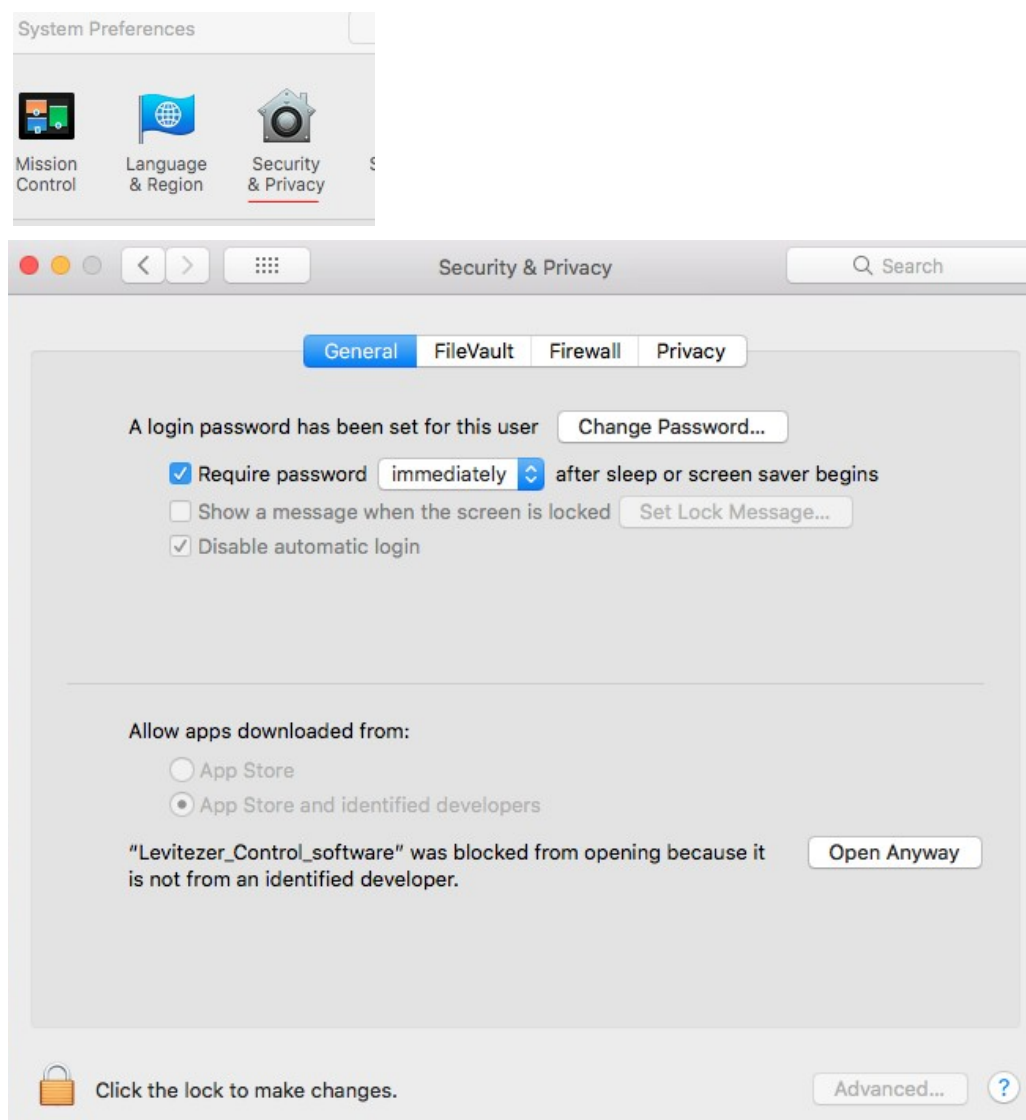 System Preferences
Mission Control
Language & Region
Security & Privacy
Security & Privacy
Search
General FileVault Firewall Privacy
A login password has been set for this user Change Password...
Require password immediately after sleep or screen saver begins
Show a message when the screen is locked Set Lock Message...
Disable automatic login
Allow apps downloaded from:
App Store
App Store and identified developers
“Levitezer_Control_software” was blocked from opening because it
is not from an identified developer.
Open Anyway
Click the lock to make changes.
Advanced... ?